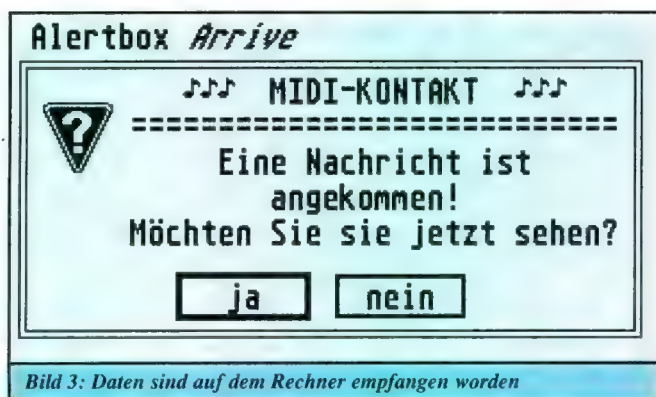 Alertbox Arrive
♪♪♪ MIDI-KONTAKT ♪♪♪
=============================
Eine Nachricht ist
angekommen!
Möchten Sie sie jetzt sehen?
ja nein
Bild 3: Daten sind auf dem Rechner empfangen worden